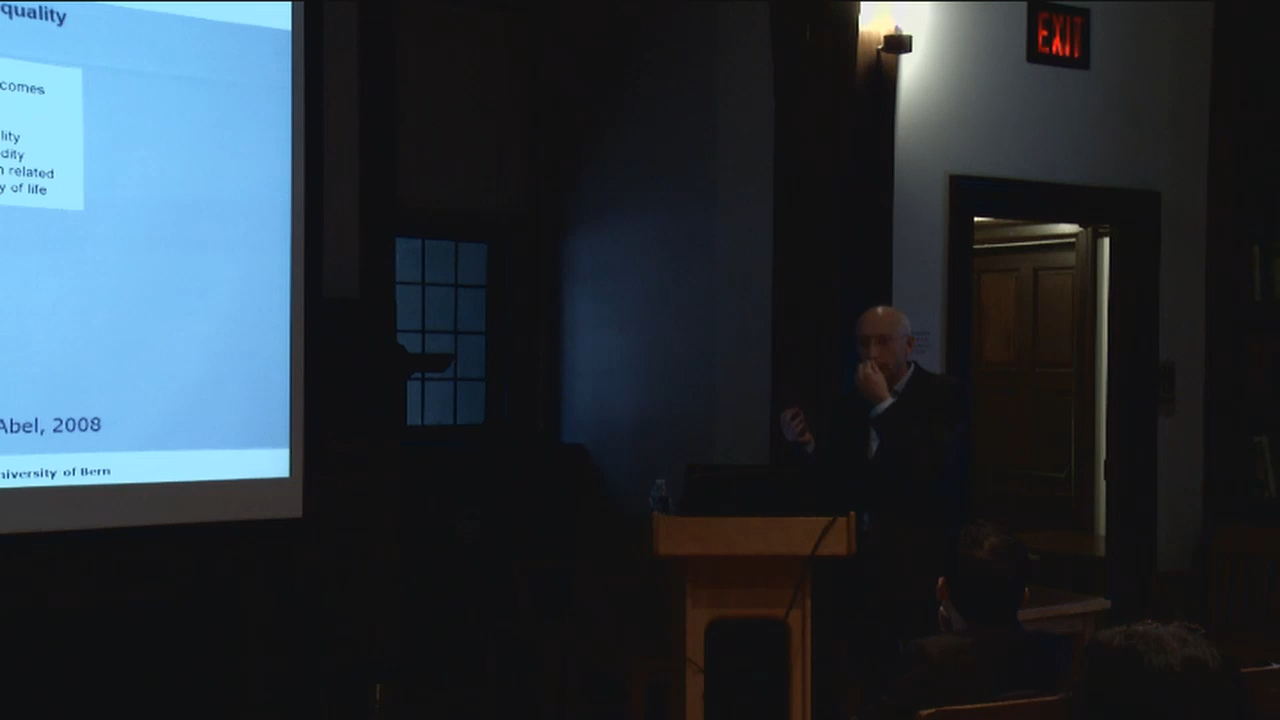 quality
comes
lity
dity
n related
y of life
Abel, 2008
niversity of Bern
EXIT